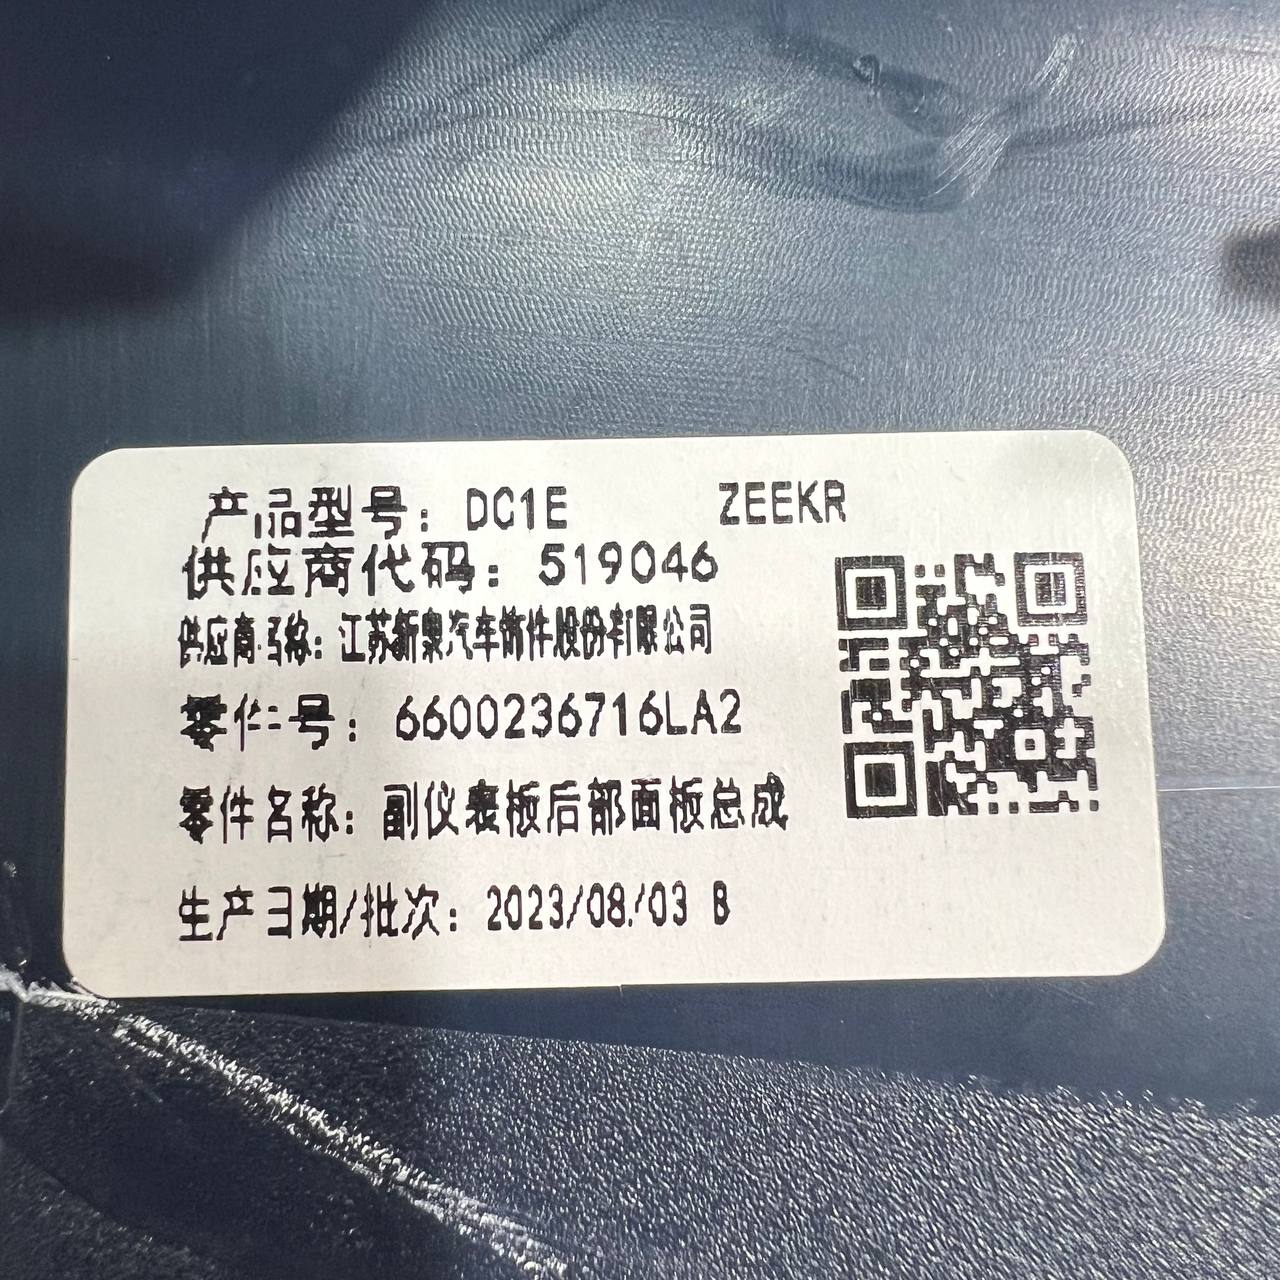 产品型号：DC1E ZEEKR
供应商代码：519046
供应商名称：江苏新泉汽车饰件股份有限公司
零件号：6600236716LA2
零件名称：副仪表板后部面板总成
生产日期/批次：2023/08/03 B